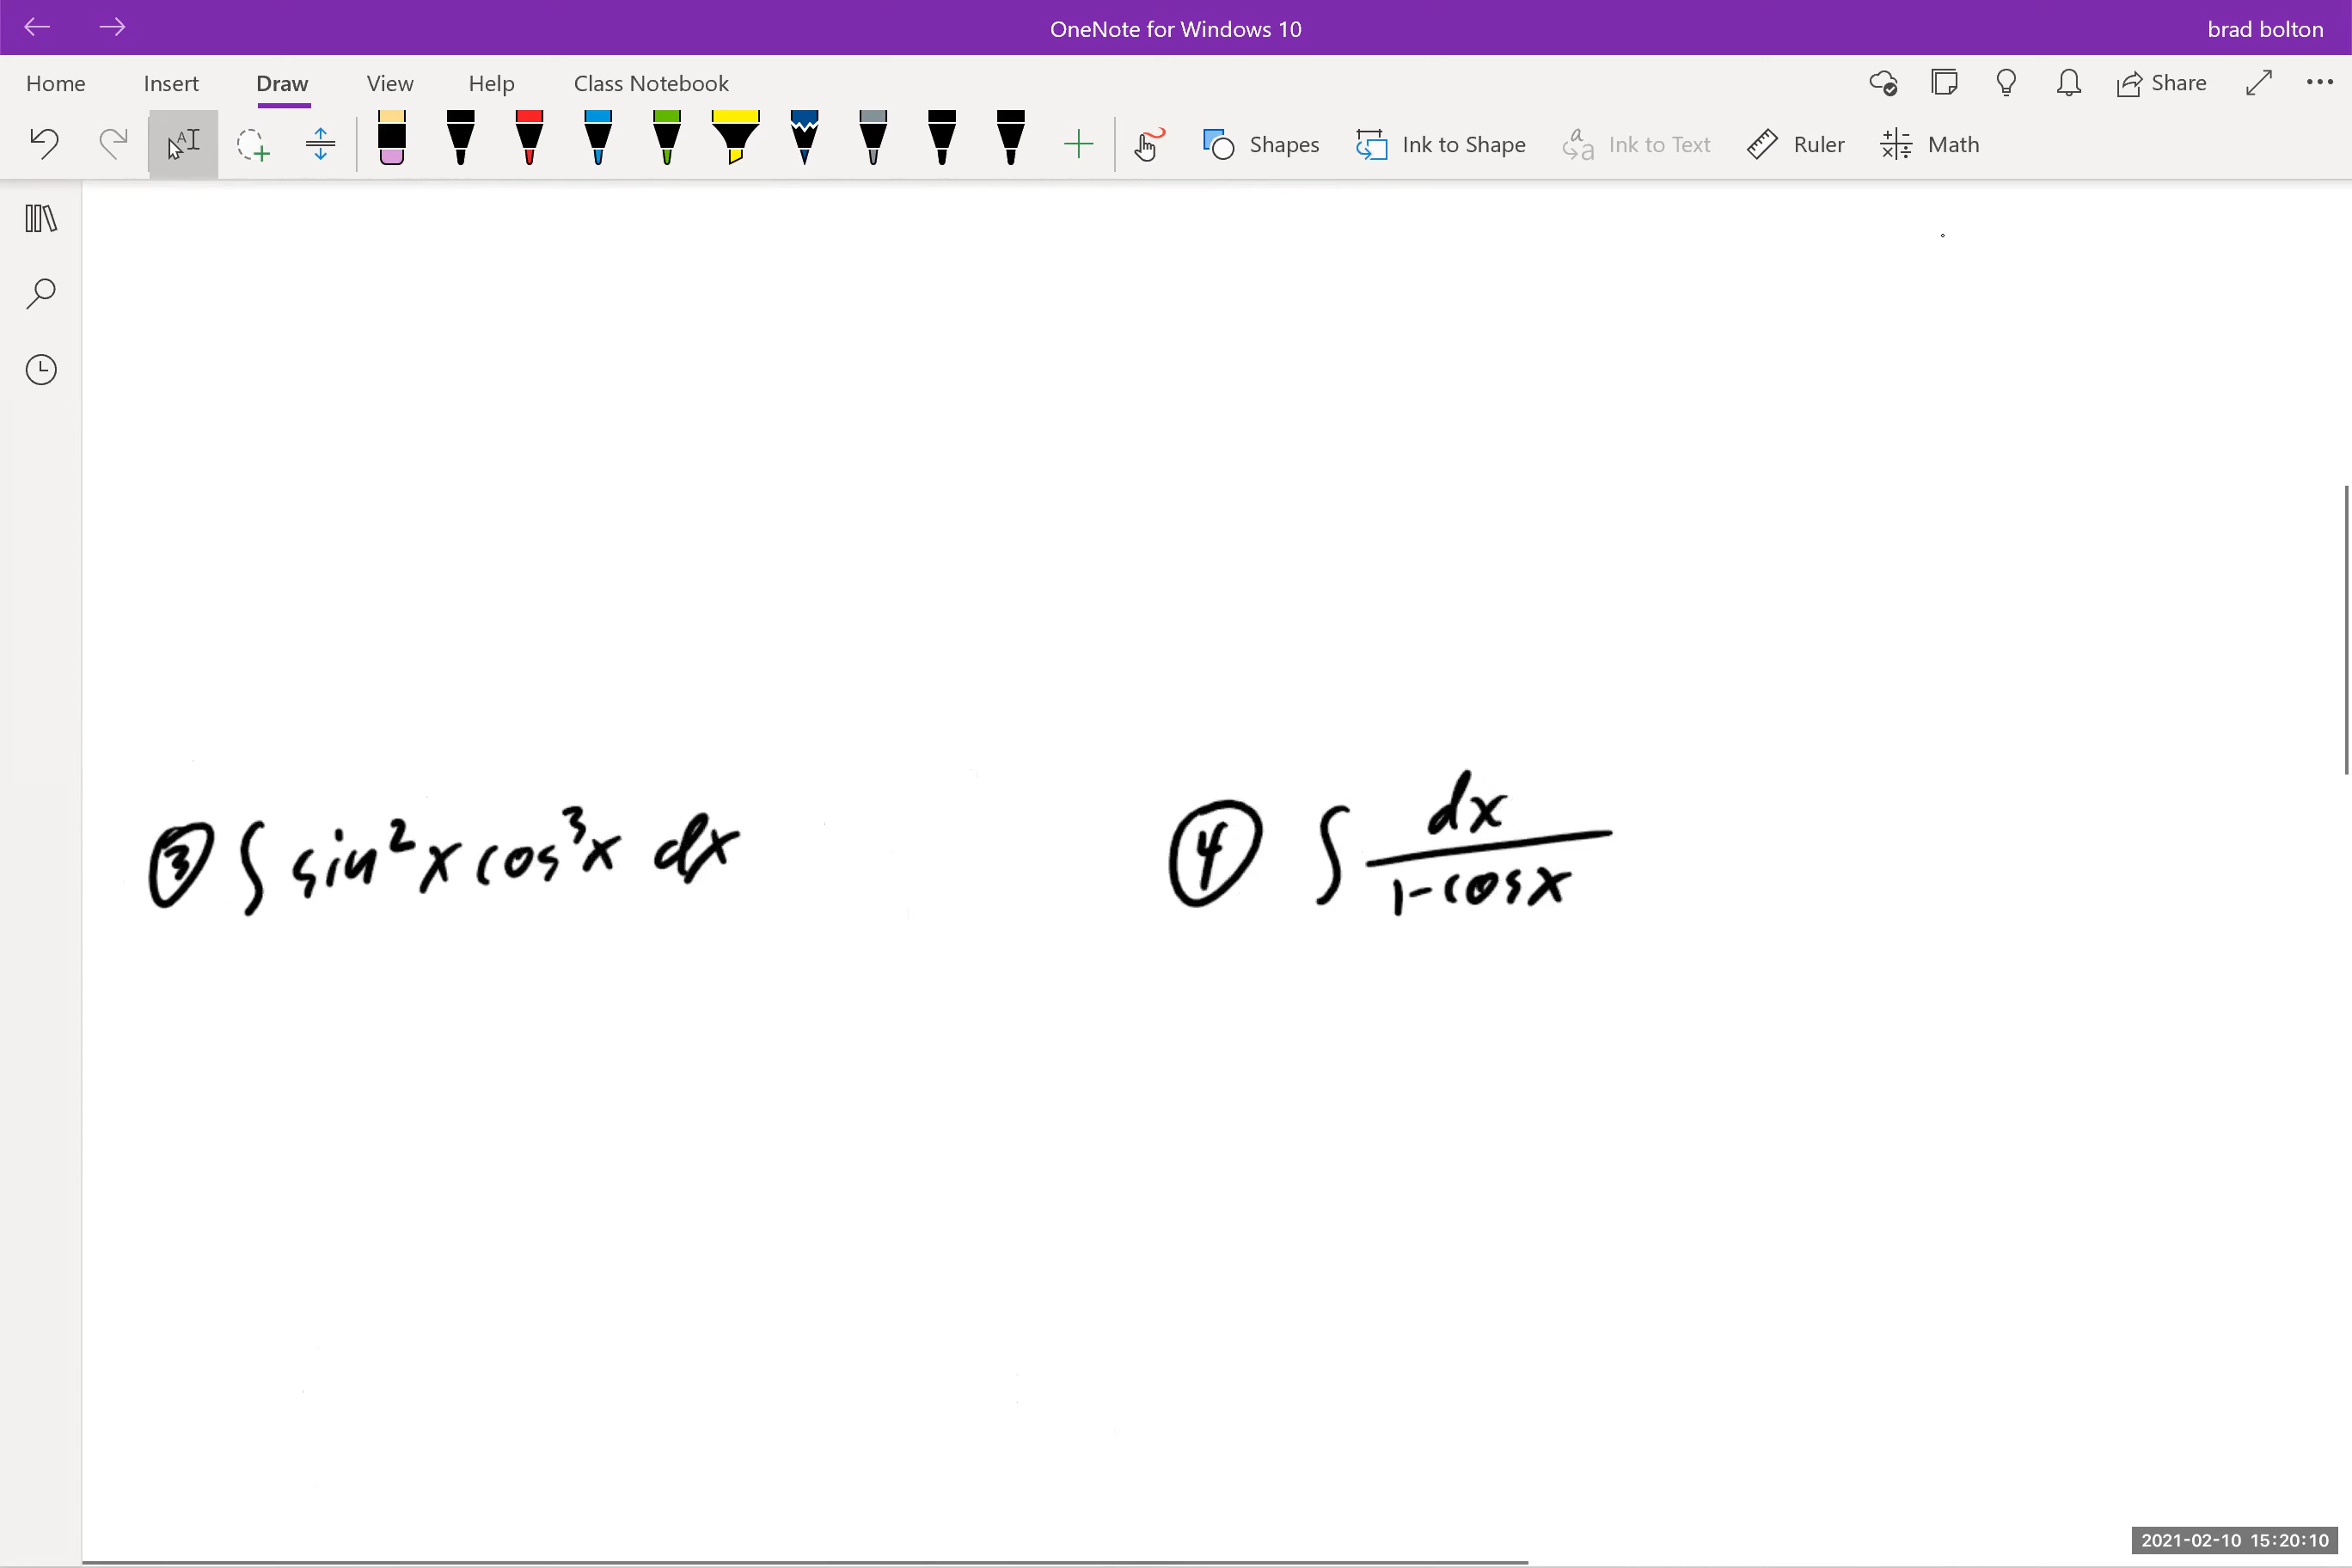 OneNote for Windows 10
brad bolton
Home Insert Draw View Help Class Notebook Share
Shapes Ink to Shape Ink to Text Ruler Math
③ ∫ sin²x cos³x dx
④ ∫ dx
1-cosx
2021-02-10 15:20:10